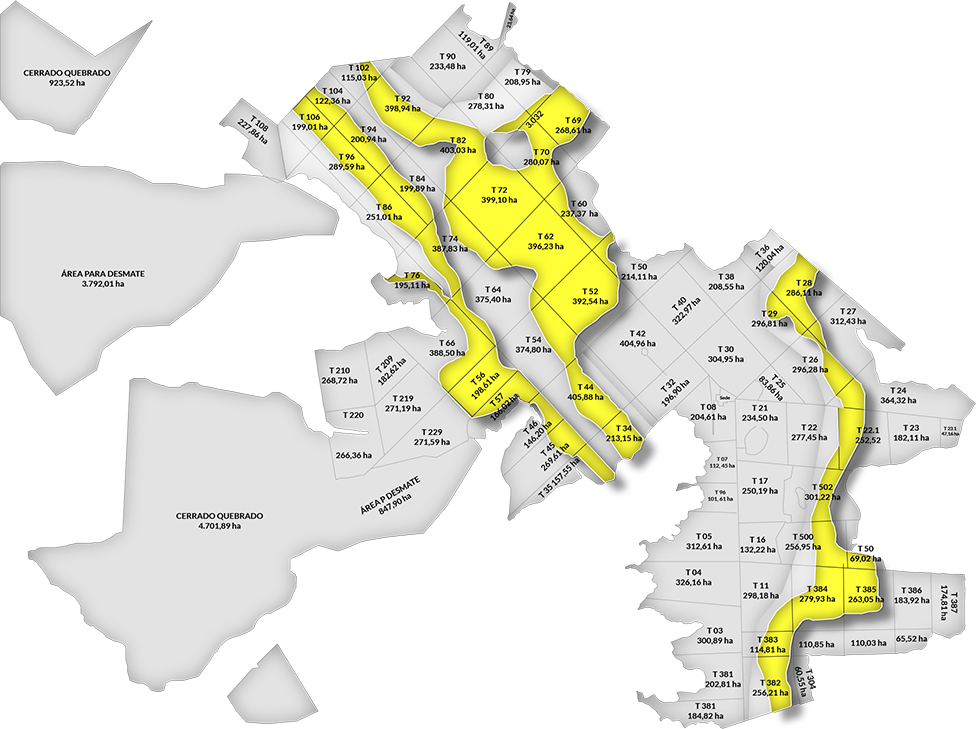 CERRADO QUEBRADO
923,52 ha
ÁREA PARA DESMATE
3.792,01 ha
CERRADO QUEBRADO
4.701,89 ha
ÁREA P DESMATE
847,90 ha
T 108
227,86 ha
T 106
199,01 ha
T 104
122,36 ha
T 102
115,03 ha
T 92
398,94 ha
T 90
233,48 ha
T 89
119,01 ha
T 79
208,95 ha
T 80
278,31 ha
3.032
T 69
268,61 ha
T 94
200,94 ha
T 82
403,03 ha
T 70
280,07 ha
T 96
289,59 ha
T 84
199,89 ha
T 72
399,10 ha
T 60
237,37 ha
T 86
251,01 ha
T 74
387,83 ha
T 62
396,23 ha
T 76
195,11 ha
T 64
375,40 ha
T 52
392,54 ha
T 50
214,11 ha
T 40
322,97 ha
T 38
208,55 ha
T 36
120,04 ha
T 28
286,11 ha
T 29
296,81 ha
T 27
312,43 ha
T 66
388,50 ha
T 54
374,80 ha
T 42
404,96 ha
T 30
304,95 ha
T 26
296,28 ha
T 210
268,72 ha
T 209
182,62 ha
T 56
198,61 ha
T 57
166,02 ha
T 44
405,88 ha
T 32
196,90 ha
T 25
83,86 ha
T 24
364,32 ha
T 220
T 219
271,19 ha
T 229
271,59 ha
266,36 ha
T 46
146,20 ha
T 45
269,61 ha
T 35 157,55 ha
T 34
213,15 ha
Sede
T 08
204,61 ha
T 21
234,50 ha
T 22
277,45 ha
T 22.1
252,52
T 23
182,11 ha
T 23.1
47,16 ha
T 07
112,45 ha
T 96
101,61 ha
T 17
250,19 ha
T 502
301,22 ha
T 05
312,61 ha
T 16
132,22 ha
T 500
256,95 ha
T 50
69,02 ha
T 04
326,16 ha
T 11
298,18 ha
T 384
279,93 ha
T 385
263,05 ha
T 386
183,92 ha
T 387
174,81 ha
T 03
300,89 ha
T 383
114,81 ha
110,85 ha
110,03 ha
65,52 ha
T 381
202,81 ha
T 382
256,21 ha
T 304
60,55 ha
T 381
184,82 ha